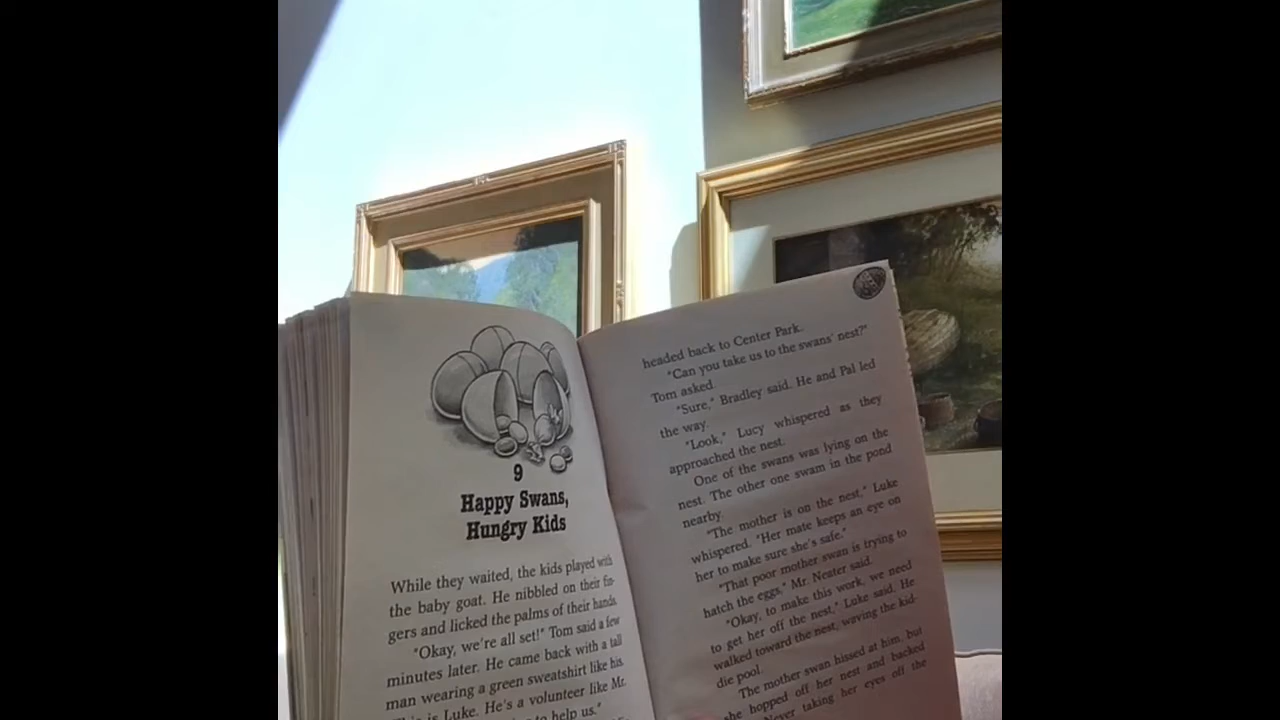 9
Happy Swans,
Hungry Kids
While they waited, the kids played with
the baby goat. He nibbled on their fin-
gers and licked the palms of their hands.
"Okay, we're all set!" Tom said a few
minutes later. He came back with a tall
man wearing a green sweatshirt like his.
This is Luke. He's a volunteer like Mr.
to help us."
headed back to Center Park.
"Can you take us to the swans' nest?"
Tom asked.
"Sure," Bradley said. He and Pal led
the way.
"Look," Lucy whispered as they
approached the nest.
One of the swans was lying on the
nest. The other one swam in the pond
nearby.
"The mother is on the nest," Luke
whispered. "Her mate keeps an eye on
her to make sure she's safe."
"That poor mother swan is trying to
hatch the eggs," Mr. Neater said.
"Okay, to make this work, we need
to get her off the nest," Luke said. He
walked toward the nest, waving the kid-
die pool.
The mother swan hissed at him, but
she hopped off her nest and backed
Never taking her eyes off the